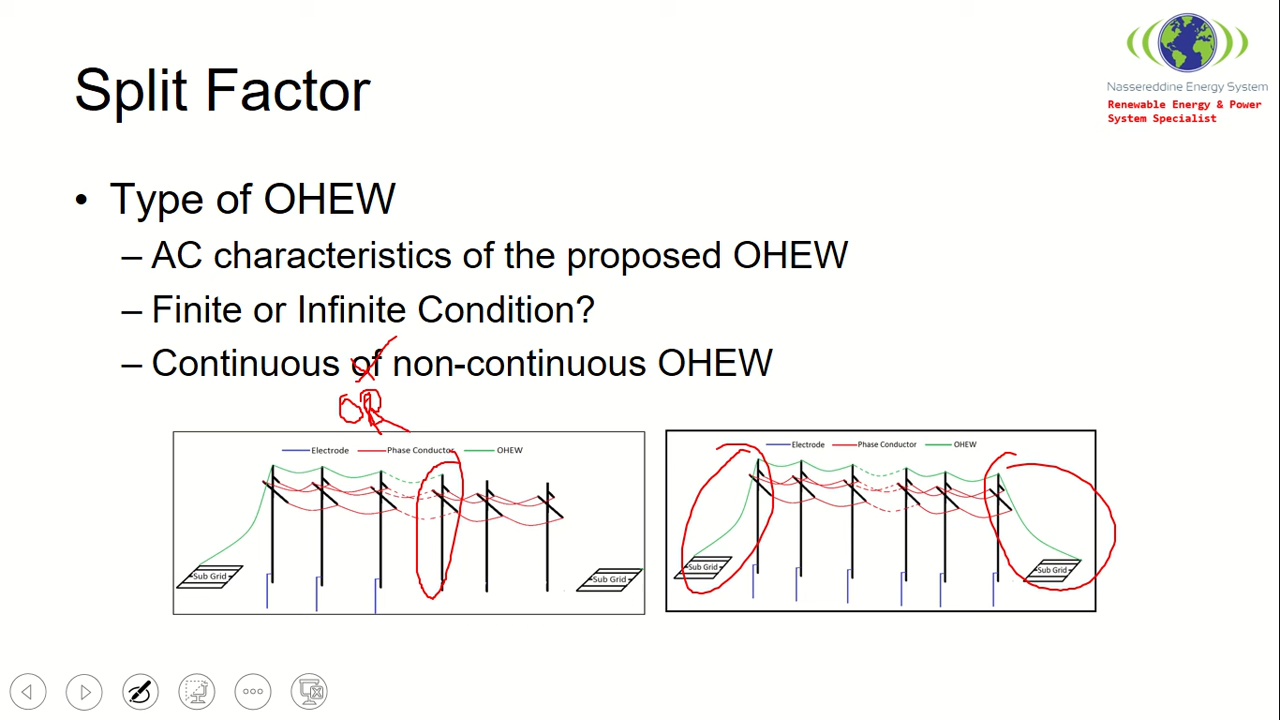 Nassereddine Energy System
Renewable Energy & Power
System Specialist
Split Factor
• Type of OHEW
– AC characteristics of the proposed OHEW
– Finite or Infinite Condition?
– Continuous of non-continuous OHEW
OR
Electrode Phase Conductor OHEW
Sub Grid
Sub Grid
Electrode Phase Conductor OHEW
Sub Grid
Sub Grid